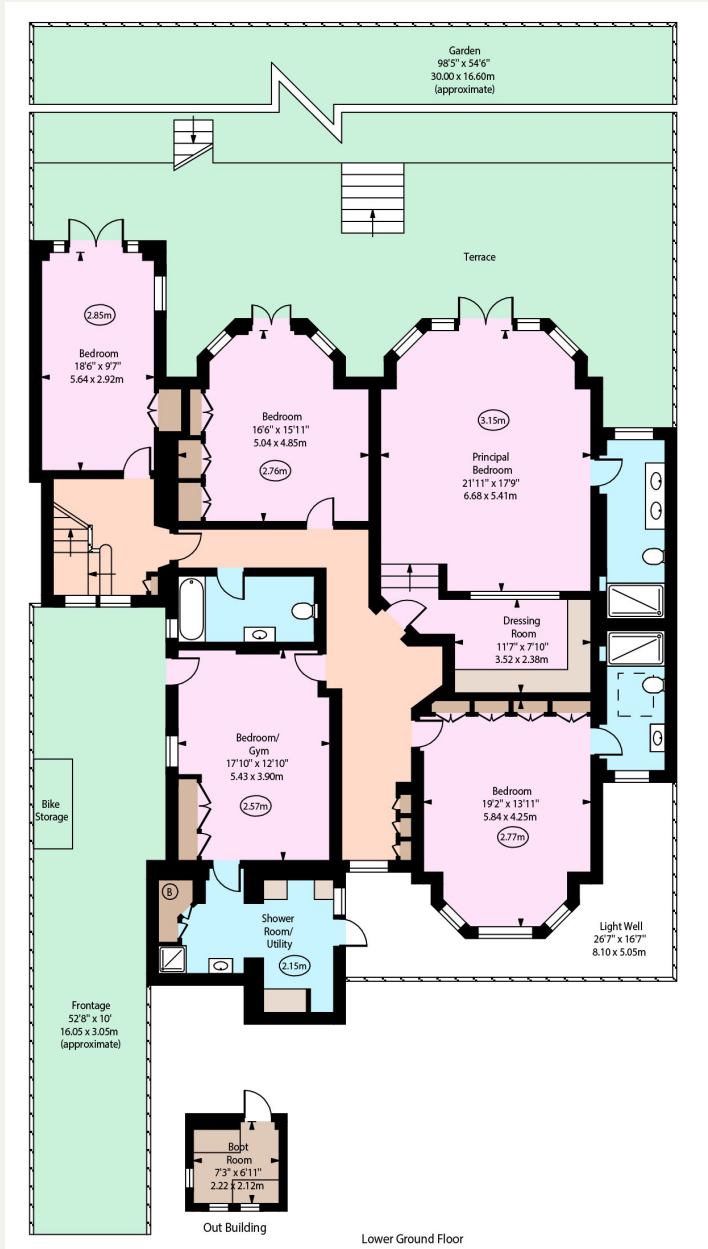 Garden
98'5" x 54'6"
30.00 x 16.60m
(approximate)
Terrace
2.85m
Bedroom
18'6" x 9'7"
5.64 x 2.92m
Bedroom
16'6" x 15'11"
5.04 x 4.85m
2.76m
3.15m
Principal
Bedroom
21'11" x 17'9"
6.68 x 5.41m
Dressing
Room
11'7" x 7'10"
3.52 x 2.38m
Bedroom/
Gym
17'10" x 12'10"
5.43 x 3.90m
2.57m
Bike
Storage
Bedroom
19'2" x 13'11"
5.84 x 4.25m
2.77m
B
Shower
Room/
Utility
2.15m
Light Well
26'7" x 16'7"
8.10 x 5.05m
Frontage
52'8" x 10'
16.05 x 3.05m
(approximate)
Boot
Room
7'3" x 6'11"
2.22 x 2.12m
Out Building
Lower Ground Floor